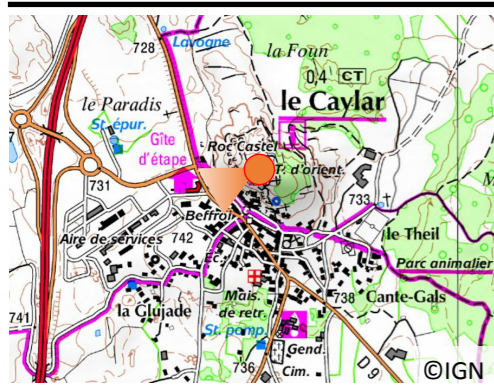 728
Lavogne
la Foun
0,4 CT
le Caylar
le Paradis
St. épur.
Gîte
d'étape
Roc Castel
T. d'orient.
731
733
Beffroi
Aire de services
742
le Theil
Éc.
Parc animalier
Mais.
de retr.
738
Cante-Gals
la Glujade
741
St. pomp.
736
Gend.
Cim.
D 9
©IGN